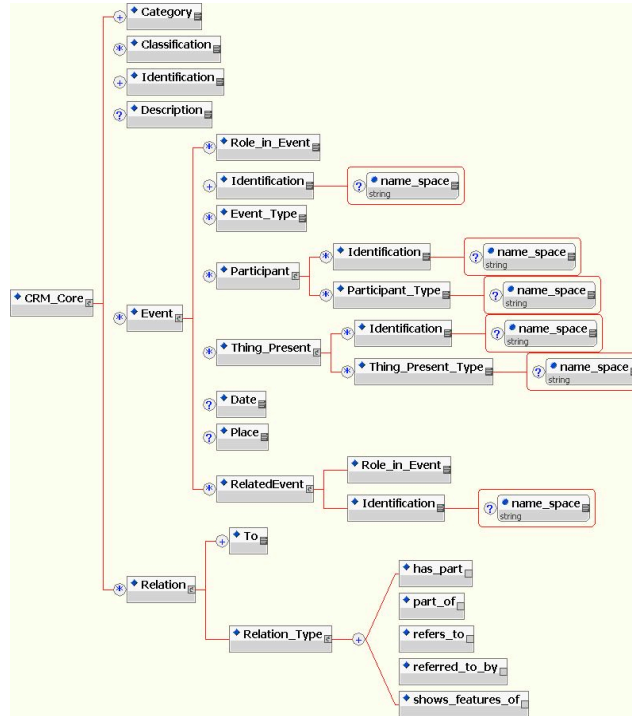 + Category
* Classification
+ Identification
? Description
* Role_in_Event
+ Identification
? name_space
string
* Event_Type
* Participant
* Identification
? name_space
string
* Participant_Type
? name_space
string
CRM_Core
* Event
* Thing_Present
* Identification
? name_space
string
* Thing_Present_Type
? name_space
string
? Date
? Place
* RelatedEvent
Role_in_Event
Identification
? name_space
string
* Relation
+ To
Relation_Type
+
has_part
part_of
refers_to
referred_to_by
shows_features_of